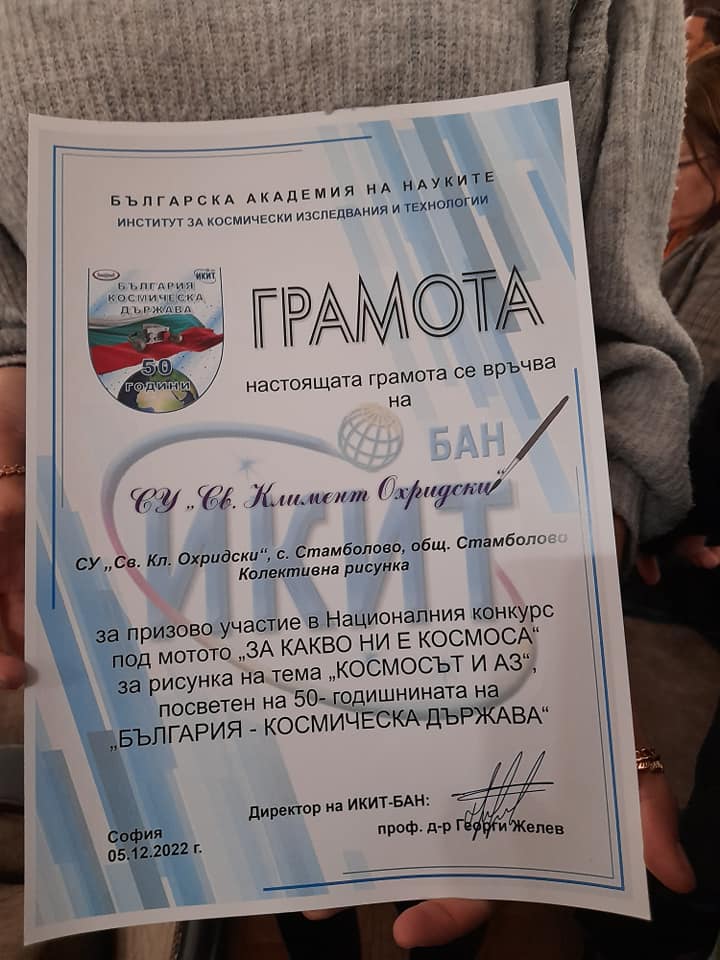 БЪЛГАРСКА АКАДЕМИЯ НА НАУКИТЕ
ИНСТИТУТ ЗА КОСМИЧЕСКИ ИЗСЛЕДВАНИЯ И ТЕХНОЛОГИИ
ИКИТ
БЪЛГАРИЯ
КОСМИЧЕСКА
ДЪРЖАВА
50
ГОДИНИ
ГРАМОТА
настоящата грамота се връчва
на
БАН
ИКИТ
СУ „Св. Климент Охридски“
СУ „Св. Кл. Охридски“, с. Стамболово, общ. Стамболово
Колективна рисунка
за призово участие в Националния конкурс
под мотото „ЗА КАКВО НИ Е КОСМОСА“
за рисунка на тема „КОСМОСЪТ И АЗ“,
посветен на 50- годишнината на
„БЪЛГАРИЯ - КОСМИЧЕСКА ДЪРЖАВА“
Директор на ИКИТ-БАН:
проф. д-р Георги Желев
София
05.12.2022 г.